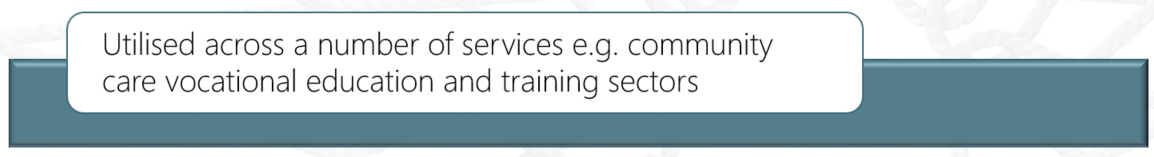 Utilised across a number of services e.g. community
care vocational education and training sectors